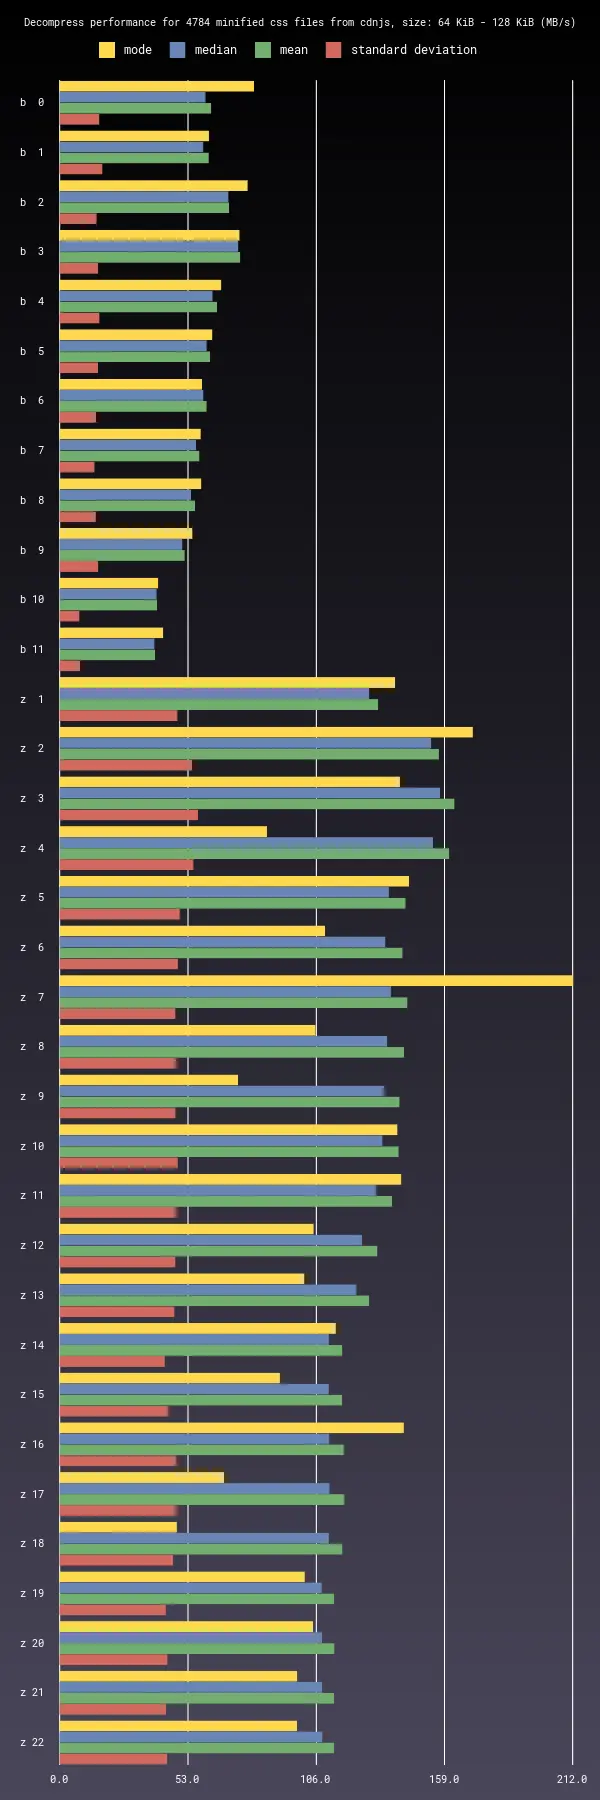 Decompress performance for 4784 minified css files from cdnjs, size: 64 KiB - 128 KiB (MB/s)
mode median mean standard deviation
b 0
b 1
b 2
b 3
b 4
b 5
b 6
b 7
b 8
b 9
b 10
b 11
z 1
z 2
z 3
z 4
z 5
z 6
z 7
z 8
z 9
z 10
z 11
z 12
z 13
z 14
z 15
z 16
z 17
z 18
z 19
z 20
z 21
z 22
0.0 53.0 106.0 159.0 212.0